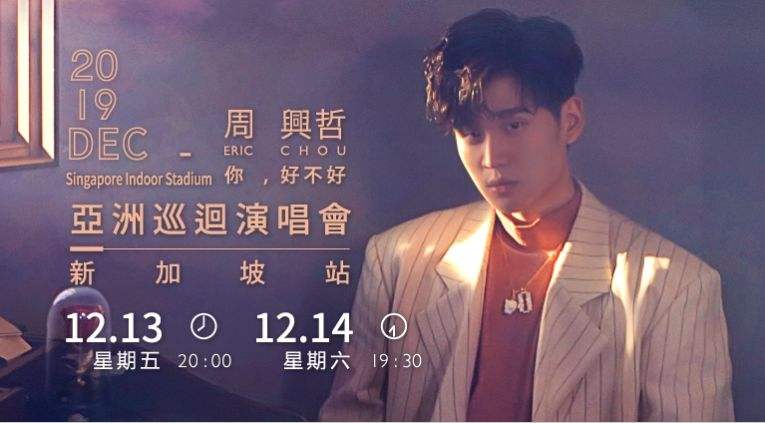 20
19
DEC –
周 興哲
ERIC CHOU
Singapore Indoor Stadium 你，好不好
亞洲巡迴演唱會
新加坡站
12.13 12.14
星期五 20:00 星期六 19:30